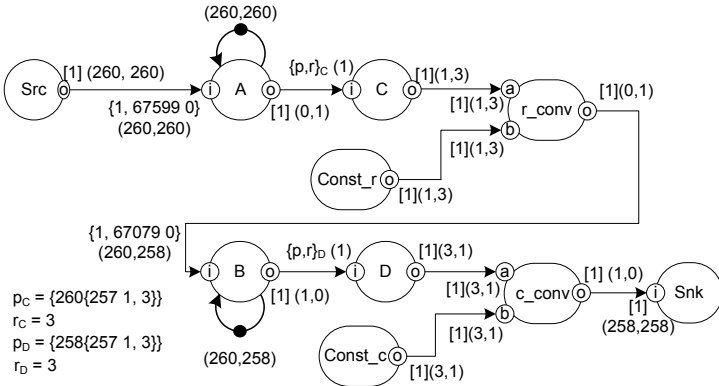 (260,260)
[1] (260, 260)
{p,r}C (1)
[1](1,3)
[1](0,1)
Src
o
i
A
o
i
C
o
a
r_conv
o
[1](1,3)
b
{1, 67599 0}
(260,260)
[1] (0,1)
[1](1,3)
Const_r
o
[1](1,3)
{1, 67079 0}
(260,258)
{p,r}D (1)
[1](3,1)
[1] (1,0)
i
B
o
i
D
o
a
c_conv
o
i
Snk
[1](3,1)
b
[1] (1,0)
[1]
(258,258)
pC = {260{257 1, 3}}
rC = 3
pD = {258{257 1, 3}}
rD = 3
(260,258)
[1](3,1)
Const_c
o
[1](3,1)